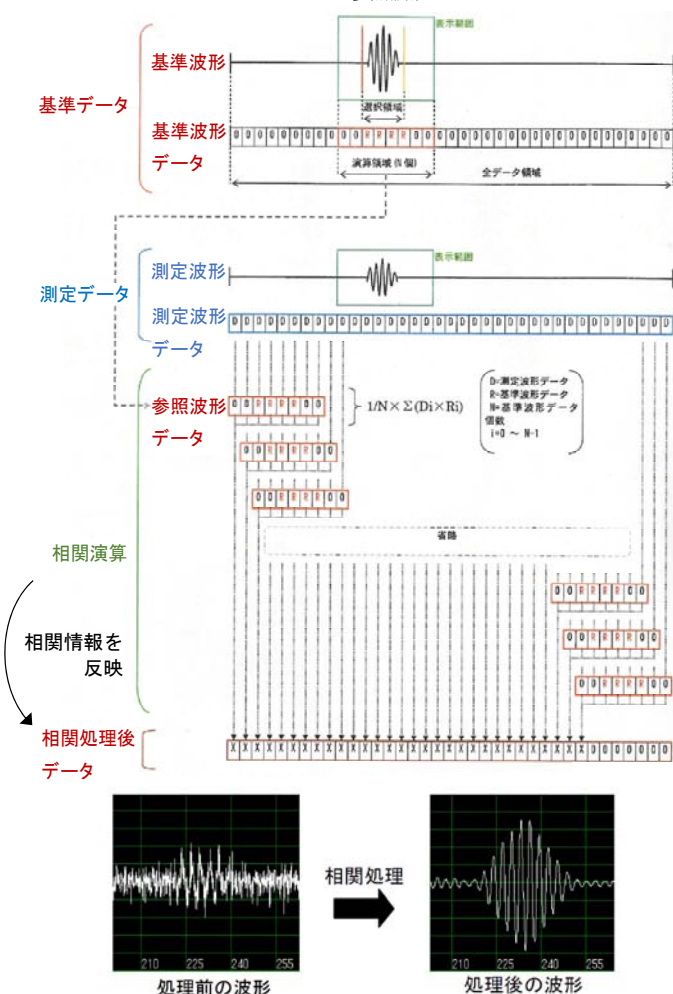 表示範囲
基準波形
選択領域
基準データ
基準波形
データ
0 0 0 0 0 0 0 0 0 0 0 R R R R 0 0 0 0 0 0 0 0 0 0 0 0 0 0 0 0 0 0 0 0 0 0
演算領域(N個)
全データ領域
表示範囲
測定波形
測定データ
測定波形
データ
D D D D D D D D D D D D D D D D D D D D D D D D D D D D D D D D D D D D D
参照波形
データ
0 0 R R R R 0 0
1/N×Σ(Di×Ri)
D=測定波形データ
R=基準波形データ
N=基準波形データ
個数
i=0 ~ N-1
0 0 R R R R 0 0
0 0 R R R R 0 0
省略
相関演算
0 0 R R R R 0 0
0 0 R R R R 0 0
0 0 R R R R 0 0
相関情報を
反映
相関処理後
データ
X X X X X X X X X X X X X X X X X X X X X X X X X X X X X X 0 0 0 0 0 0 0
相関処理
210 225 240 255
210 225 240 255
処理前の波形
処理後の波形